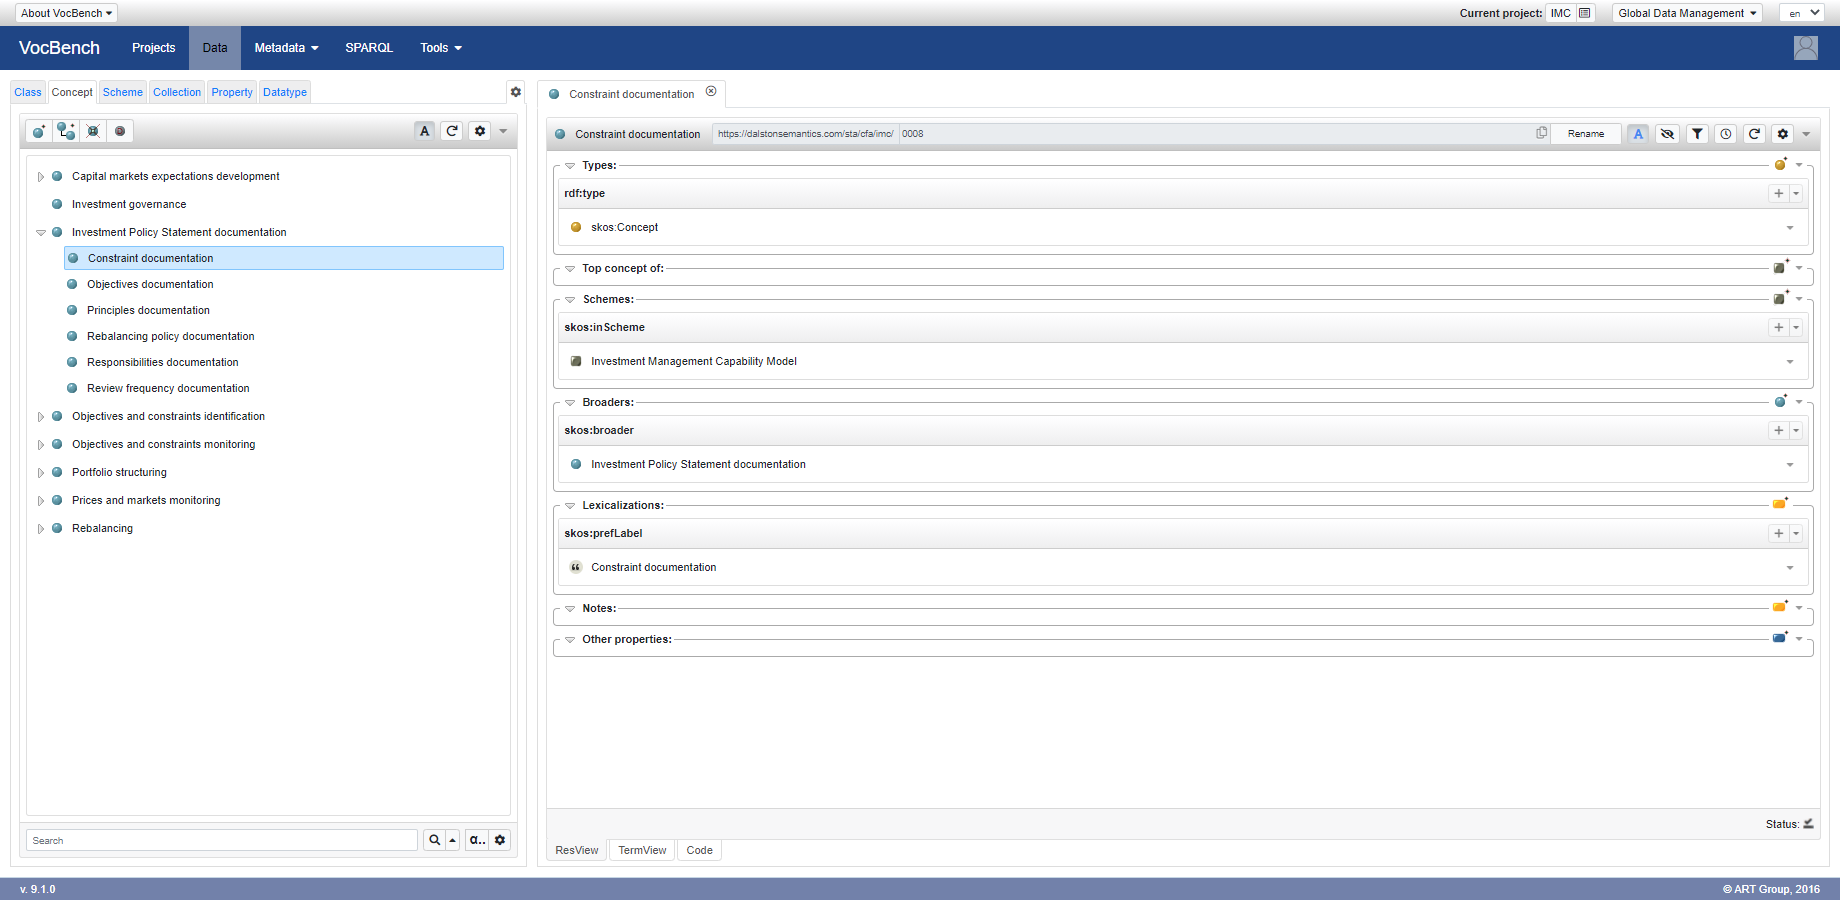 About VocBench
Current project: IMC
Global Data Management
en
VocBench
Projects
Data
Metadata
SPARQL
Tools
Class
Concept
Scheme
Collection
Property
Datatype
A
Capital markets expectations development
Investment governance
Investment Policy Statement documentation
Constraint documentation
Objectives documentation
Principles documentation
Rebalancing policy documentation
Responsibilities documentation
Review frequency documentation
Objectives and constraints identification
Objectives and constraints monitoring
Portfolio structuring
Prices and markets monitoring
Rebalancing
Search
α..
Constraint documentation
Constraint documentation
https://dalstonsemantics.com/sta/cfa/imc/ 0008
Rename
A
Types:
rdf:type
skos:Concept
Top concept of:
Schemes:
skos:inScheme
Investment Management Capability Model
Broaders:
skos:broader
Investment Policy Statement documentation
Lexicalizations:
skos:prefLabel
Constraint documentation
Notes:
Other properties:
Status:
ResView
TermView
Code
v. 9.1.0
© ART Group, 2016